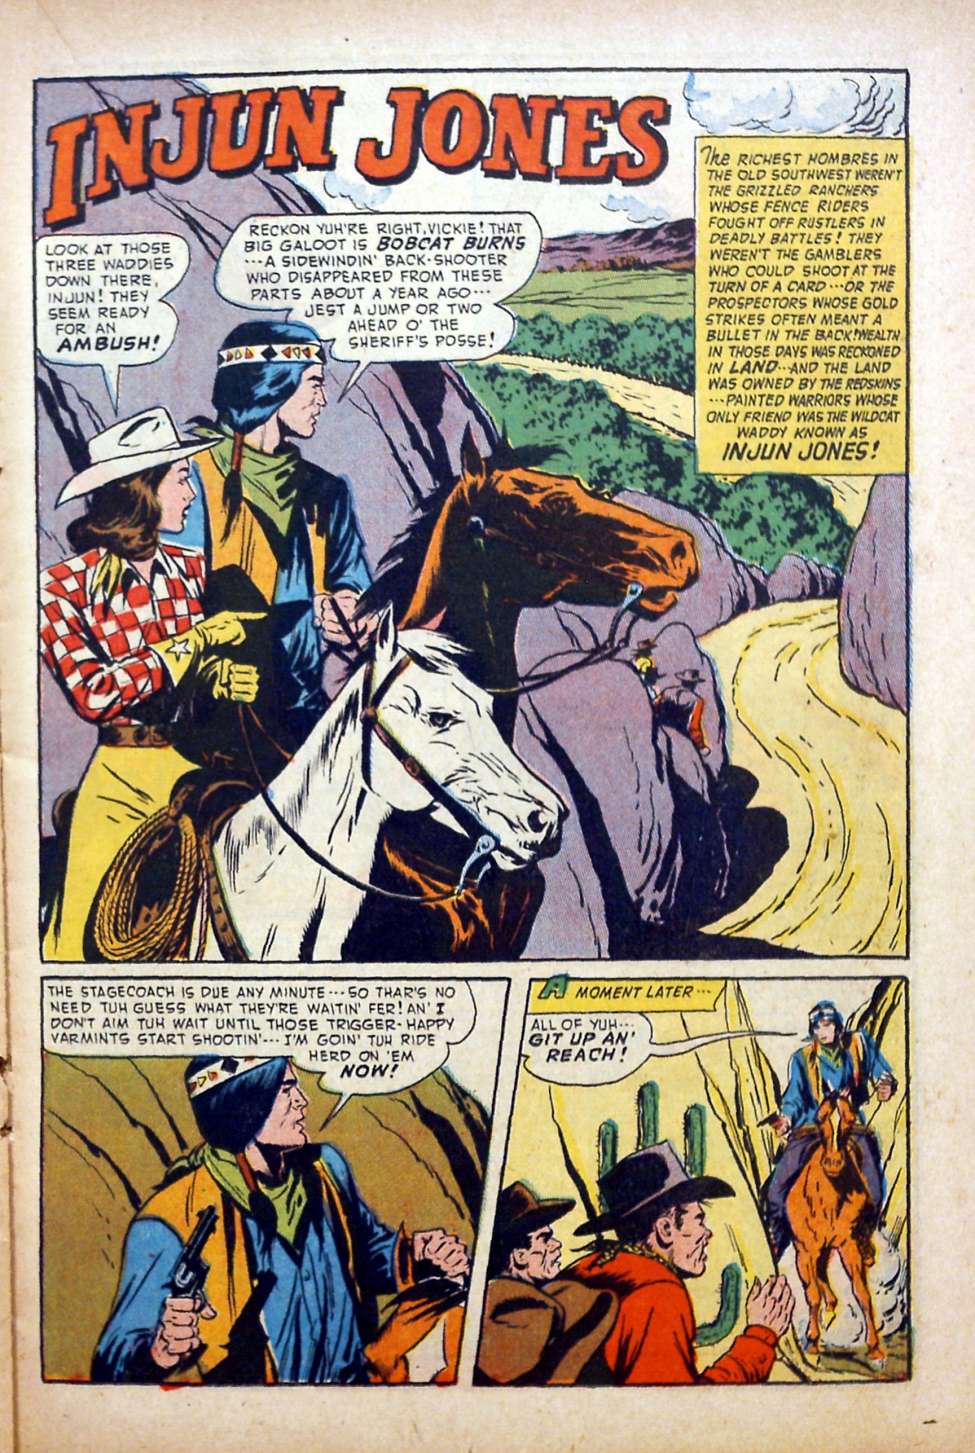 INJUN JONES
The RICHEST HOMBRES IN
THE OLD SOUTHWEST WEREN'T
THE GRIZZLED RANCHERS
WHOSE FENCE RIDERS
FOUGHT OFF RUSTLERS IN
DEADLY BATTLES! THEY
WEREN'T THE GAMBLERS
WHO COULD SHOOT AT THE
TURN OF A CARD---OR THE
PROSPECTORS WHOSE GOLD
STRIKES OFTEN MEANT A
BULLET IN THE BACK! WEALTH
IN THOSE DAYS WAS RECKONED
IN LAND---AND THE LAND
WAS OWNED BY THE REDSKINS
---PAINTED WARRIORS WHOSE
ONLY FRIEND WAS THE WILDCAT
WADDY KNOWN AS
INJUN JONES!
LOOK AT THOSE
THREE WADDIES
DOWN THERE,
INJUN! THEY
SEEM READY
FOR AN
AMBUSH!
RECKON YUH'RE RIGHT, VICKIE! THAT
BIG GALOOT IS BOBCAT BURNS
---A SIDEWINDIN' BACK-SHOOTER
WHO DISAPPEARED FROM THESE
PARTS ABOUT A YEAR AGO---
JEST A JUMP OR TWO
AHEAD O' THE
SHERIFF'S POSSE!
THE STAGECOACH IS DUE ANY MINUTE---SO THAR'S NO
NEED TUH GUESS WHAT THEY'RE WAITIN' FER! AN' I
DON'T AIM TUH WAIT UNTIL THOSE TRIGGER-HAPPY
VARMINTS START SHOOTIN'---I'M GOIN' TUH RIDE
HERD ON 'EM
NOW!
A MOMENT LATER---
ALL OF YUH---
GIT UP AN'
REACH!